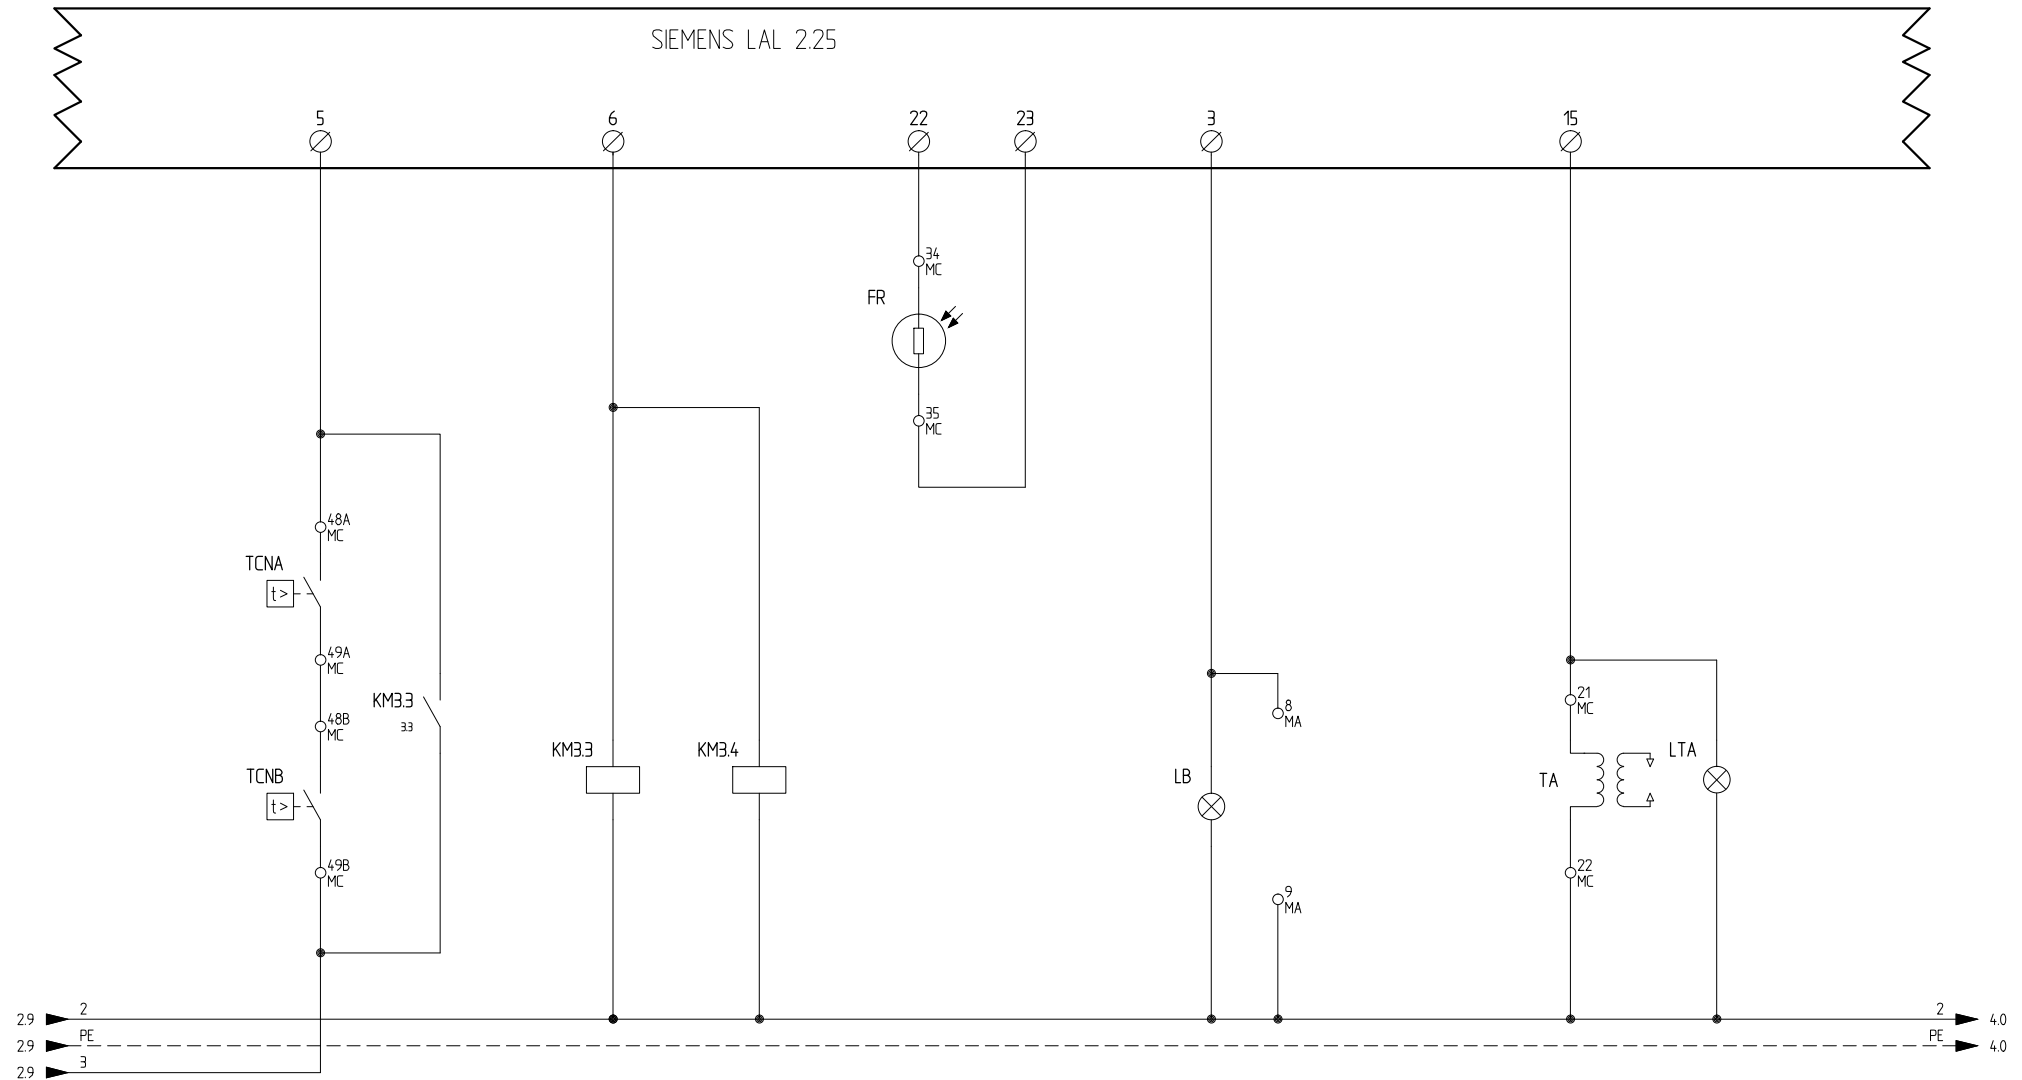 SIEMENS LAL 2.25
5 6 22 23 3 15
34
MC
FR
35
MC
48A
MC
TCNA
t>
49A
MC
21
MC
KM3.3
33
8
MA
48B
MC
KM3.3 KM3.4 LTA
TCNB LB TA
t>
49B
MC
22
MC
9
MA
2 2
2.9 4.0
PE PE
2.9 4.0
3
2.9